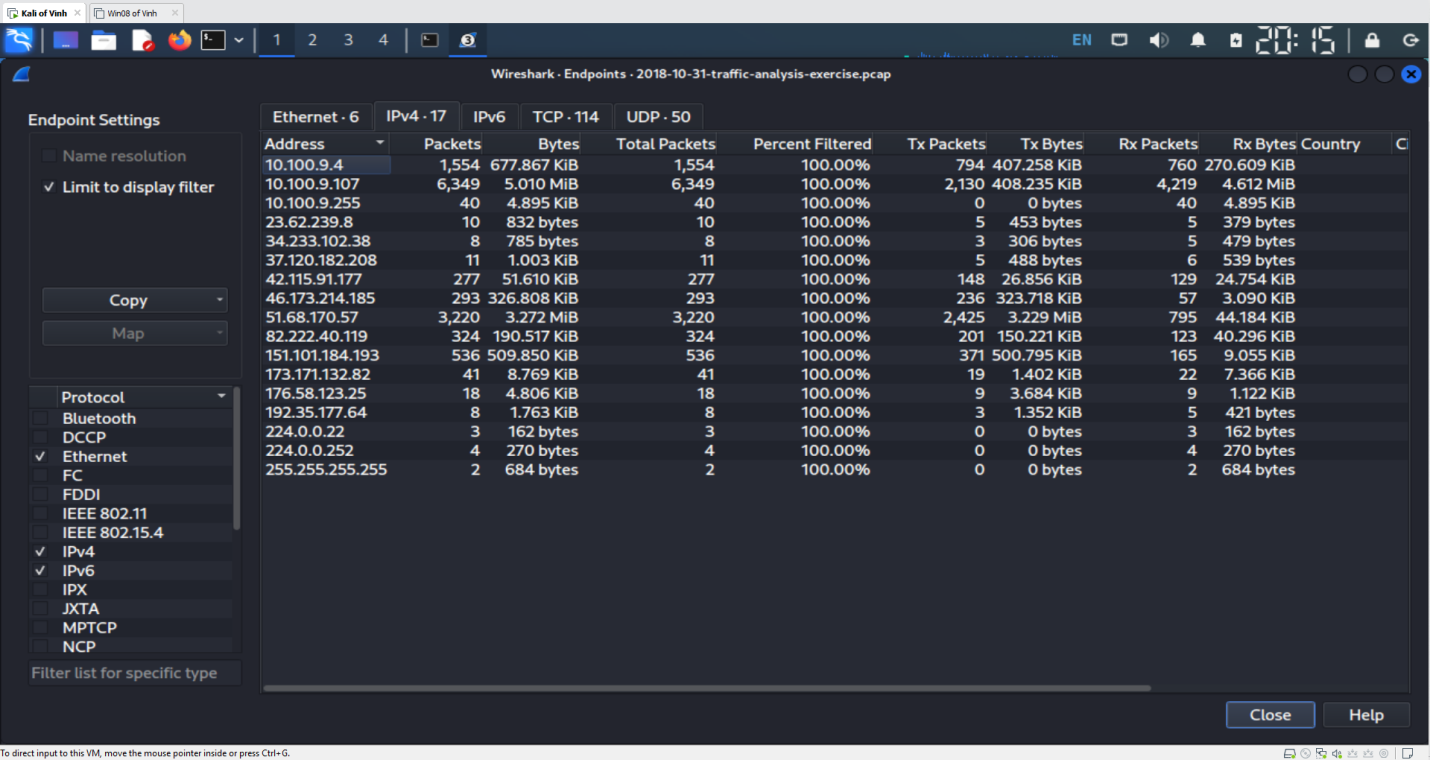 Kali of Vinh × Win08 of Vinh ×
1 2 3 4 EN 20:15
Wireshark · Endpoints · 2018-10-31-traffic-analysis-exercise.pcap
Endpoint Settings
Name resolution
Limit to display filter
Copy
Map
Protocol
Bluetooth
DCCP
Ethernet
FC
FDDI
IEEE 802.11
IEEE 802.15.4
IPv4
IPv6
IPX
JXTA
MPTCP
NCP
Filter list for specific type
Ethernet · 6 IPv4 · 17 IPv6 TCP · 114 UDP · 50
Address Packets Bytes Total Packets Percent Filtered Tx Packets Tx Bytes Rx Packets Rx Bytes Country
10.100.9.4 1,554 677.867 KiB 1,554 100.00% 794 407.258 KiB 760 270.609 KiB
10.100.9.107 6,349 5.010 MiB 6,349 100.00% 2,130 408.235 KiB 4,219 4.612 MiB
10.100.9.255 40 4.895 KiB 40 100.00% 0 0 bytes 40 4.895 KiB
23.62.239.8 10 832 bytes 10 100.00% 5 453 bytes 5 379 bytes
34.233.102.38 8 785 bytes 8 100.00% 3 306 bytes 5 479 bytes
37.120.182.208 11 1.003 KiB 11 100.00% 5 488 bytes 6 539 bytes
42.115.91.177 277 51.610 KiB 277 100.00% 148 26.856 KiB 129 24.754 KiB
46.173.214.185 293 326.808 KiB 293 100.00% 236 323.718 KiB 57 3.090 KiB
51.68.170.57 3,220 3.272 MiB 3,220 100.00% 2,425 3.229 MiB 795 44.184 KiB
82.222.40.119 324 190.517 KiB 324 100.00% 201 150.221 KiB 123 40.296 KiB
151.101.184.193 536 509.850 KiB 536 100.00% 371 500.795 KiB 165 9.055 KiB
173.171.132.82 41 8.769 KiB 41 100.00% 19 1.402 KiB 22 7.366 KiB
176.58.123.25 18 4.806 KiB 18 100.00% 9 3.684 KiB 9 1.122 KiB
192.35.177.64 8 1.763 KiB 8 100.00% 3 1.352 KiB 5 421 bytes
224.0.0.22 3 162 bytes 3 100.00% 0 0 bytes 3 162 bytes
224.0.0.252 4 270 bytes 4 100.00% 0 0 bytes 4 270 bytes
255.255.255.255 2 684 bytes 2 100.00% 0 0 bytes 2 684 bytes
Close Help
To direct input to this VM, move the mouse pointer inside or press Ctrl+G.